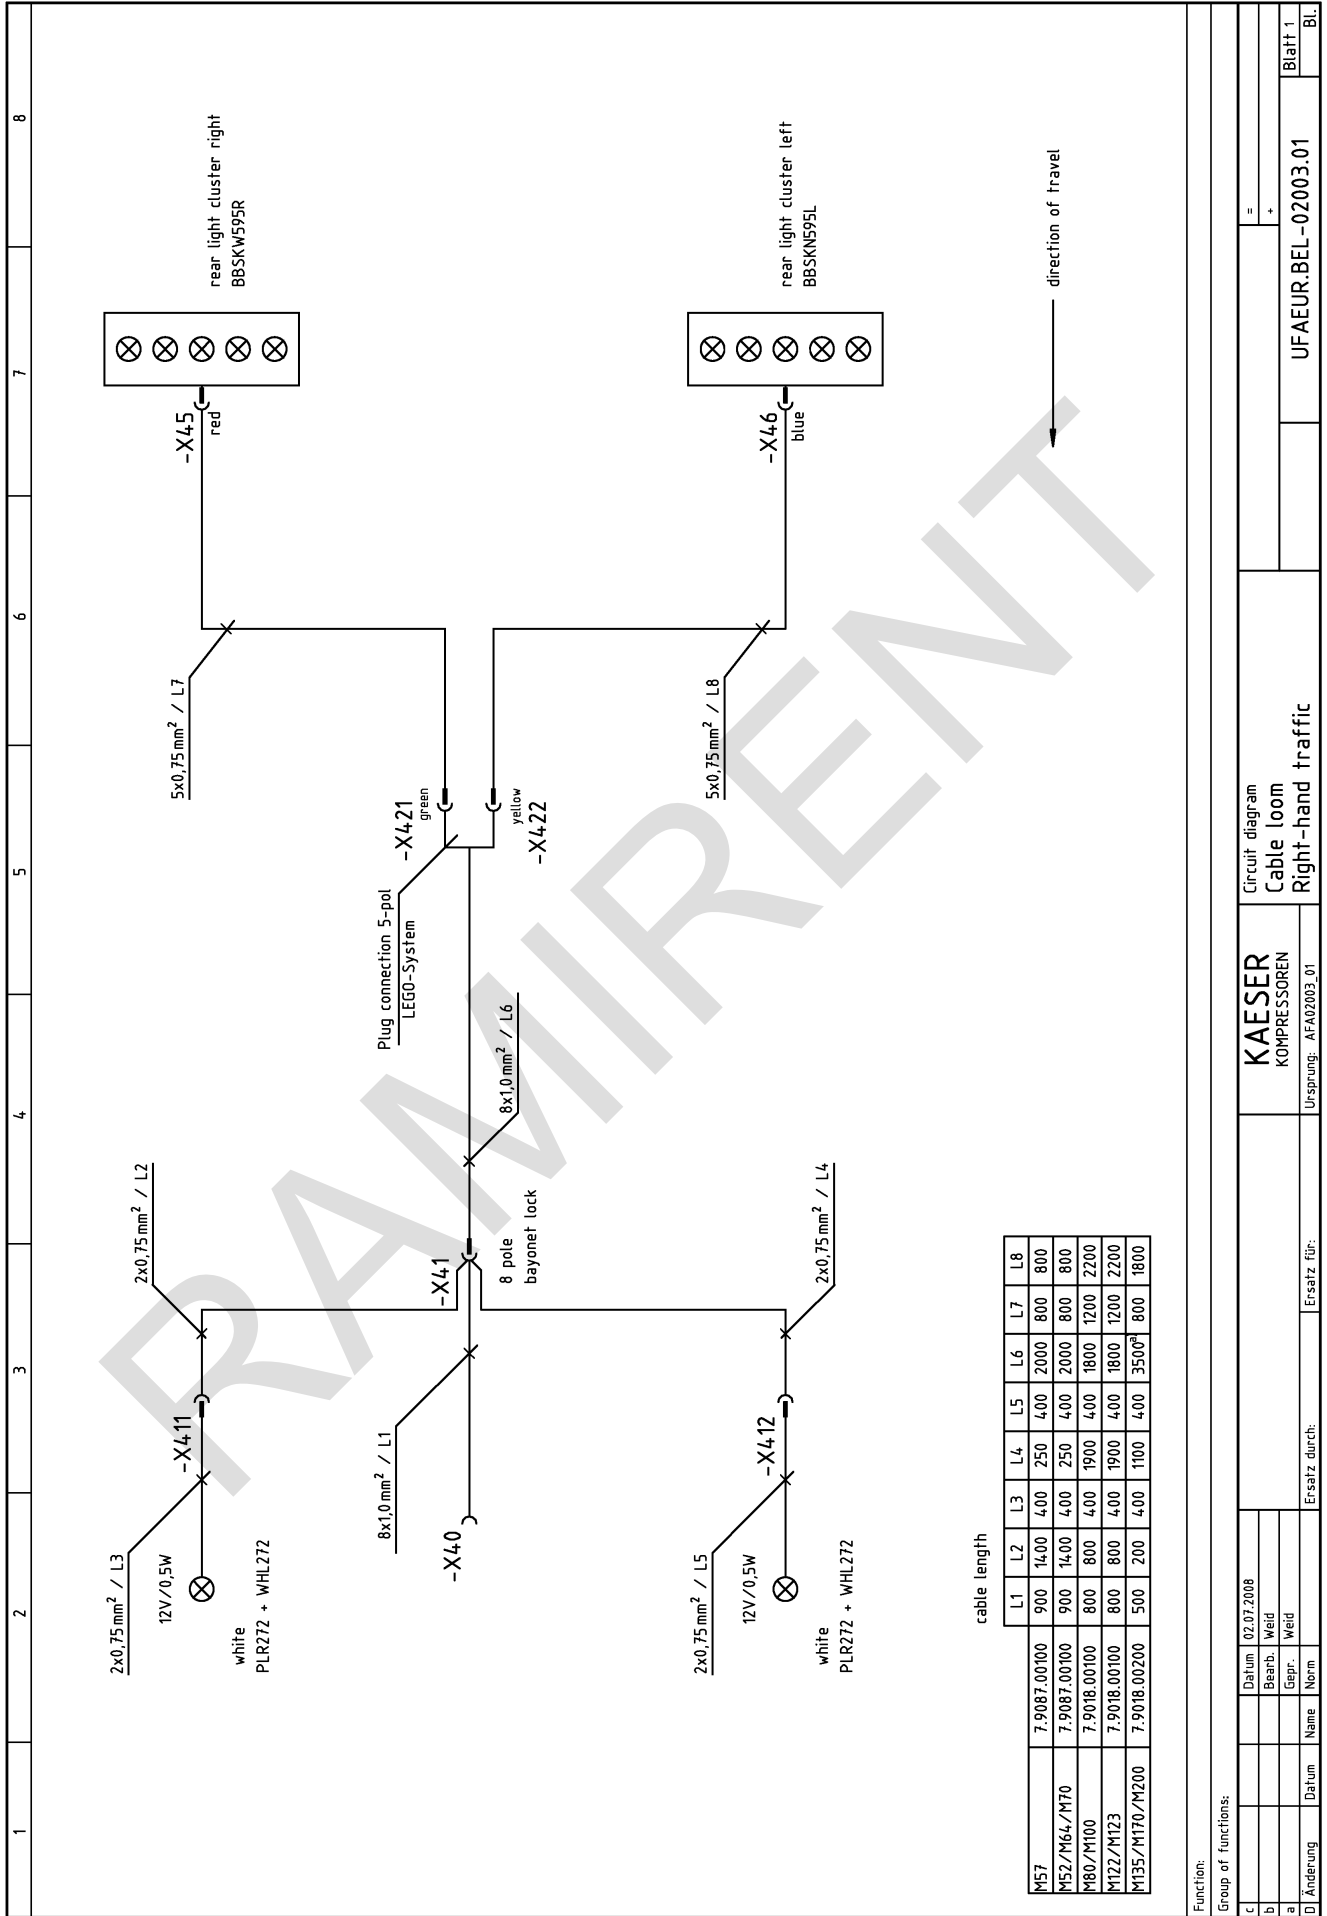 1 2 3 4 5 6 7 8
2x0,75mm² / L3
12V/0,5W
white
PLR272 + WHL272
-X411
2x0,75mm² / L2
8x1,0mm² / L1
-X40
-X41
8 pole
bayonet lock
8x1,0mm² / L6
Plug connection 5-pol
LEGO-System
-X421
green
yellow
-X422
5x0,75mm² / L7
-X45
red
rear light cluster right
BBSKW595R
2x0,75mm² / L5
12V/0,5W
white
PLR272 + WHL272
-X412
2x0,75mm² / L4
5x0,75mm² / L8
-X46
blue
rear light cluster left
BBSKN595L
direction of travel
RAMIRENT
cable length
L1 L2 L3 L4 L5 L6 L7 L8
M57 7.9087.00100 900 1400 400 250 400 2000 800 800
M52/M64/M70 7.9087.00100 900 1400 400 250 400 2000 800 800
M80/M100 7.9018.00100 800 800 400 1900 400 1800 1200 2200
M122/M123 7.9018.00100 800 800 400 1900 400 1800 1200 2200
M135/M170/M200 7.9018.00200 500 200 400 1100 400 3500a) 800 1800
Function:
Group of functions:
c Datum 02.07.2008
b Bearb. Weid
a Gepr. Weid
D Änderung Datum Name Norm Ersatz durch: Ersatz für: Ursprung: AFA02003_01
KAESER
KOMPRESSOREN
Circuit diagram
Cable loom
Right-hand traffic
=
+
UFAEUR.BEL-02003.01
Blatt 1
Bl.